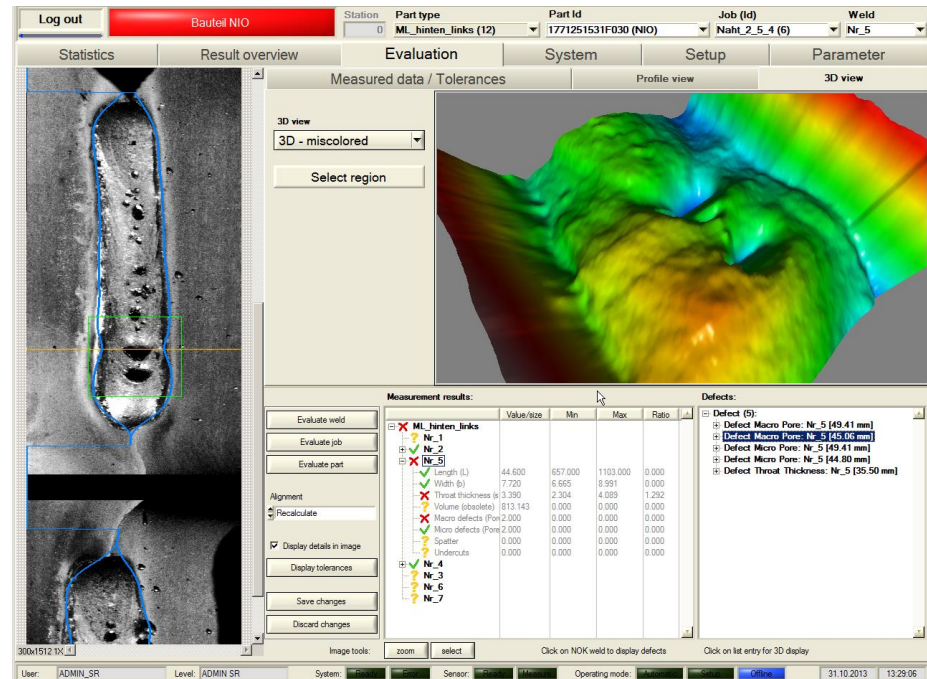 Log out
Bauteil NIO
Station
0
Part type
ML_hinten_links (12)
Part Id
1771251531F030 (NIO)
Job (Id)
Naht_2_5_4 (6)
Weld
Nr_5
Statistics
Result overview
Evaluation
System
Setup
Parameter
Measured data / Tolerances
Profile view
3D view
3D view
3D - miscolored
Select region
Measurement results:
Defects:
Value/size Min Max Ratio
ML_hinten_links
Nr_1
Nr_2
Nr_5
Length (L) 44.600 657.000 1103.000 0.000
Width (b) 7.720 6.665 8.991 0.000
Throat thickness (s 3.390 2.304 4.089 1.292
Volume (obsolete) 813.143 0.000 0.000 0.000
Macro defects (Por 2.000 0.000 0.000 0.000
Micro defects (Pore 2.000 0.000 0.000 0.000
Spatter 0.000 0.000 0.000 0.000
Undercuts 0.000 0.000 0.000 0.000
Nr_4
Nr_3
Nr_6
Nr_7
Defect (5):
Defect Macro Pore: Nr_5 [49.41 mm]
Defect Macro Pore: Nr_5 [45.06 mm]
Defect Micro Pore: Nr_5 [49.41 mm]
Defect Micro Pore: Nr_5 [44.80 mm]
Defect Throat Thickness: Nr_5 [35.50 mm]
Evaluate weld
Evaluate job
Evaluate part
Alignment
Recalculate
Display details in image
Display tolerances
Save changes
Discard changes
300x1512 1X
Image tools:
zoom
select
Click on NOK weld to display defects
Click on list entry for 3D display
User: ADMIN_SR
Level: ADMIN SR
System:
Sensor:
Operating mode:
Offline
31.10.2013
13:29:06